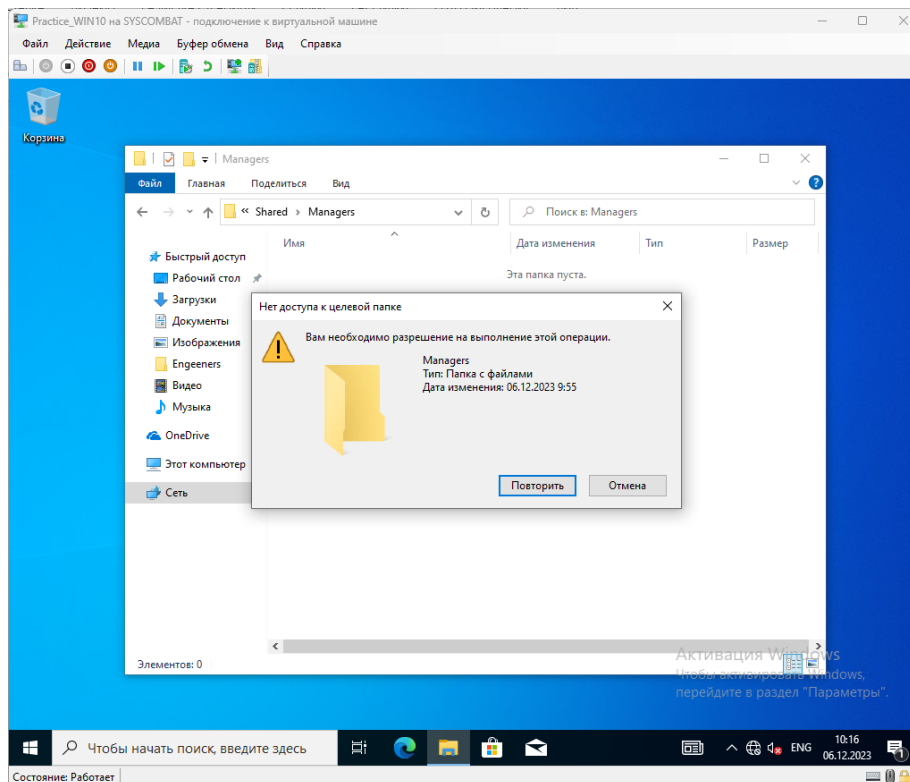 Practice_WIN10 на SYSCOMBAT - подключение к виртуальной машине
Файл Действие Медиа Буфер обмена Вид Справка
Корзина
Managers
Файл Главная Поделиться Вид
« Shared › Managers
Поиск в: Managers
Имя Дата изменения Тип Размер
Эта папка пуста.
Быстрый доступ
Рабочий стол
Загрузки
Документы
Изображения
Engeeners
Видео
Музыка
OneDrive
Этот компьютер
Сеть
Нет доступа к целевой папке
Вам необходимо разрешение на выполнение этой операции.
Managers
Тип: Папка с файлами
Дата изменения: 06.12.2023 9:55
Повторить Отмена
Элементов: 0
Активация Windows
Чтобы активировать Windows,
перейдите в раздел "Параметры".
Чтобы начать поиск, введите здесь
ENG
10:16
06.12.2023
1
Состояние: Работает